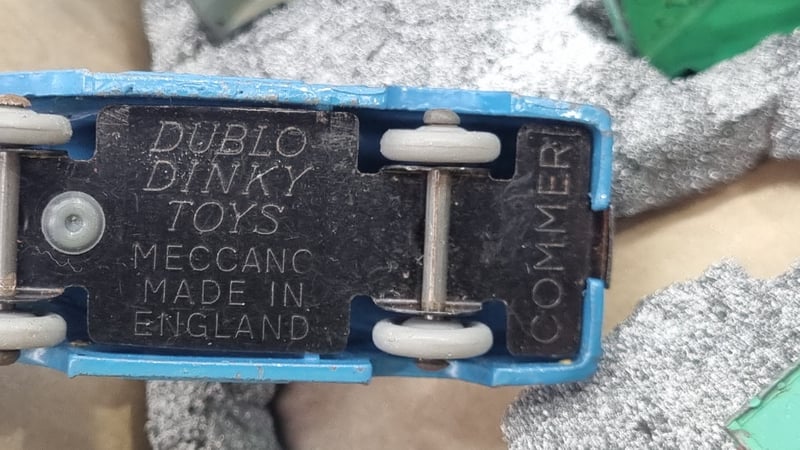 DUBLO
DINKY
TOYS
MECCANO
MADE IN
ENGLAND
COMMER